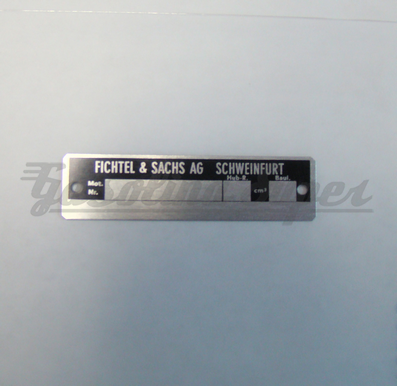 FICHTEL & SACHS AG SCHWEINFURT
Mot. Hub-R. Baul.
Nr. cm³